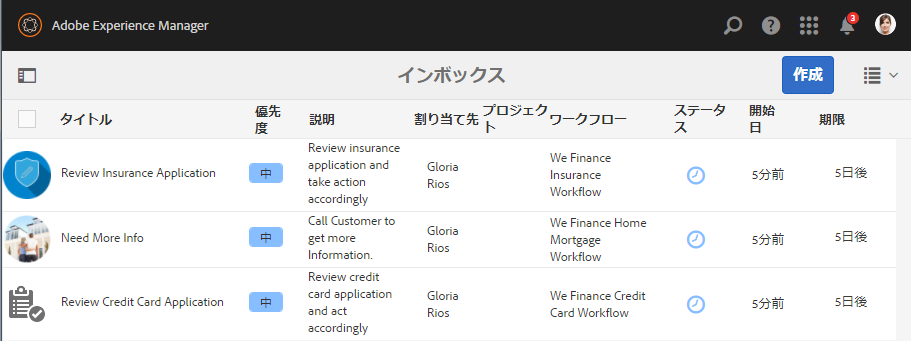 Adobe Experience Manager
3
インボックス
作成
タイトル 優先度 説明 割り当て先 プロジェクト ワークフロー ステータス 開始日 期限
Review Insurance Application
中
Review insurance
application and
take action
accordingly
Gloria
Rios
We Finance
Insurance
Workflow
5分前
5日後
Need More Info
中
Call Customer to
get more
Information.
Gloria
Rios
We Finance Home
Mortgage
Workflow
5分前
5日後
Review Credit Card Application
中
Review credit
card application
and act
accordingly
Gloria
Rios
We Finance Credit
Card Workflow
5分前
5日後